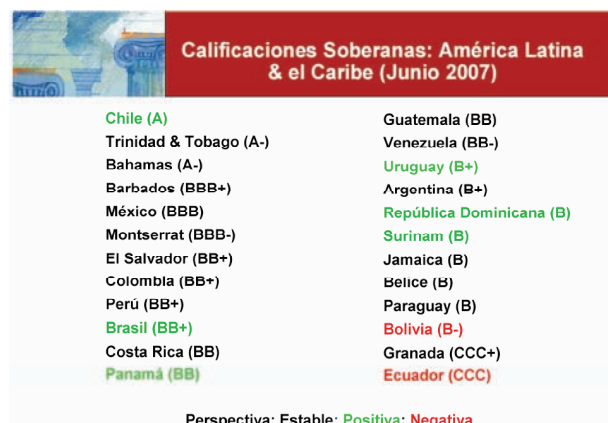 Calificaciones Soberanas: América Latina
& el Caribe (Junio 2007)
Chile (A)
Trinidad & Tobago (A-)
Bahamas (A-)
Barbados (BBB+)
México (BBB)
Montserrat (BBB-)
El Salvador (BB+)
Colombia (BB+)
Perú (BB+)
Brasil (BB+)
Costa Rica (BB)
Panamá (BB)
Guatemala (BB)
Venezuela (BB-)
Uruguay (B+)
Argentina (B+)
República Dominicana (B)
Surinam (B)
Jamaica (B)
Belice (B)
Paraguay (B)
Bolivia (B-)
Granada (CCC+)
Ecuador (CCC)
Perspectiva: Estable; Positiva; Negativa